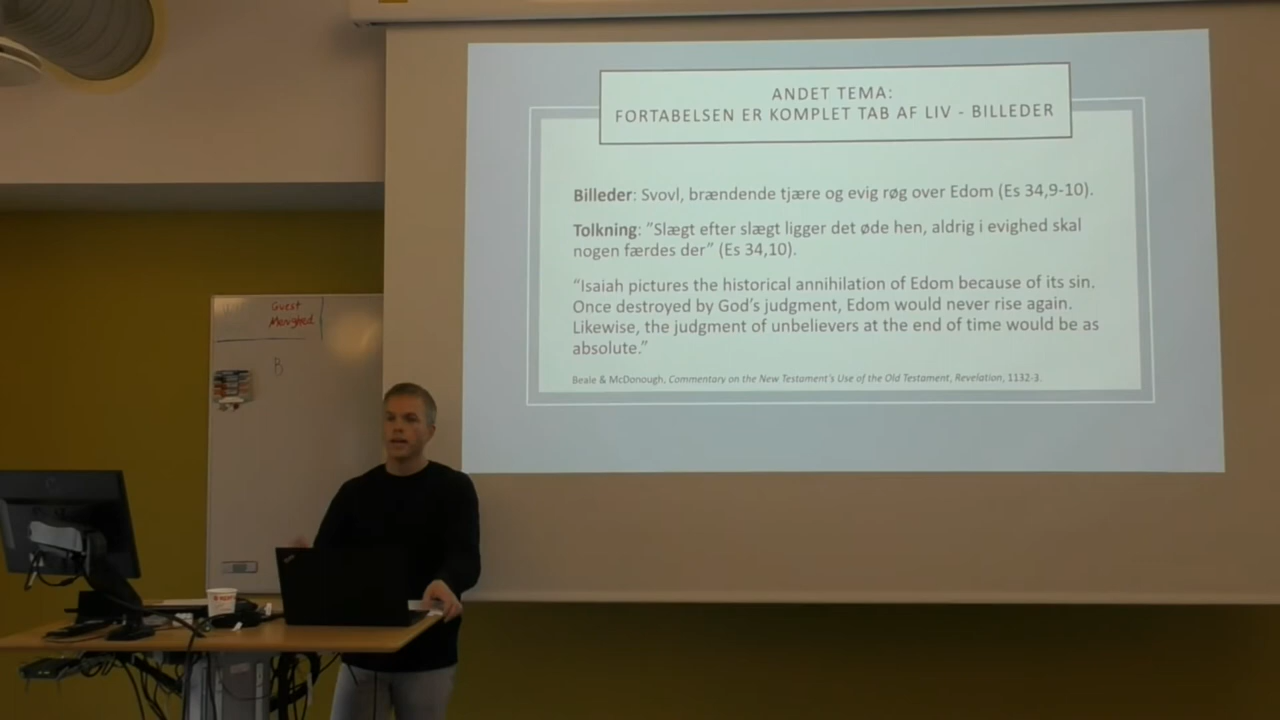 ANDET TEMA:
FORTABELSEN ER KOMPLET TAB AF LIV - BILLEDER
Billeder: Svovl, brændende tjære og evig røg over Edom (Es 34,9-10).
Tolkning: ”Slægt efter slægt ligger det øde hen, aldrig i evighed skal
nogen færdes der” (Es 34,10).
“Isaiah pictures the historical annihilation of Edom because of its sin.
Once destroyed by God’s judgment, Edom would never rise again.
Likewise, the judgment of unbelievers at the end of time would be as
absolute.”
Beale & McDonough, Commentary on the New Testament’s Use of the Old Testament, Revelation, 1132-3.
Guest
B